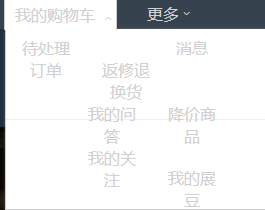 我的购物车 更多
待处理 消息
订单 返修退
换货
我的问 降价商
答 品
我的关
注 我的展
豆